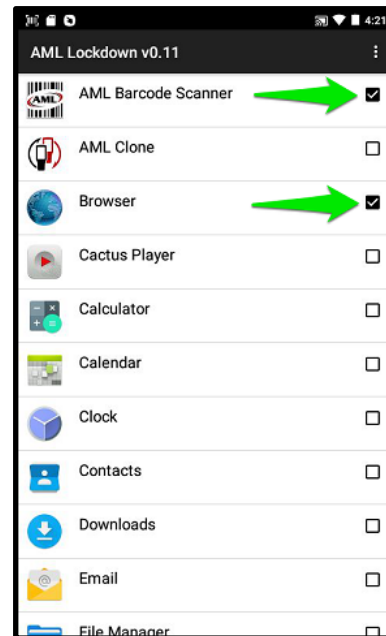 4:21
AML Lockdown v0.11
AML
AML Barcode Scanner
AML Clone
Browser
Cactus Player
Calculator
Calendar
Clock
Contacts
Downloads
Email
File Manager